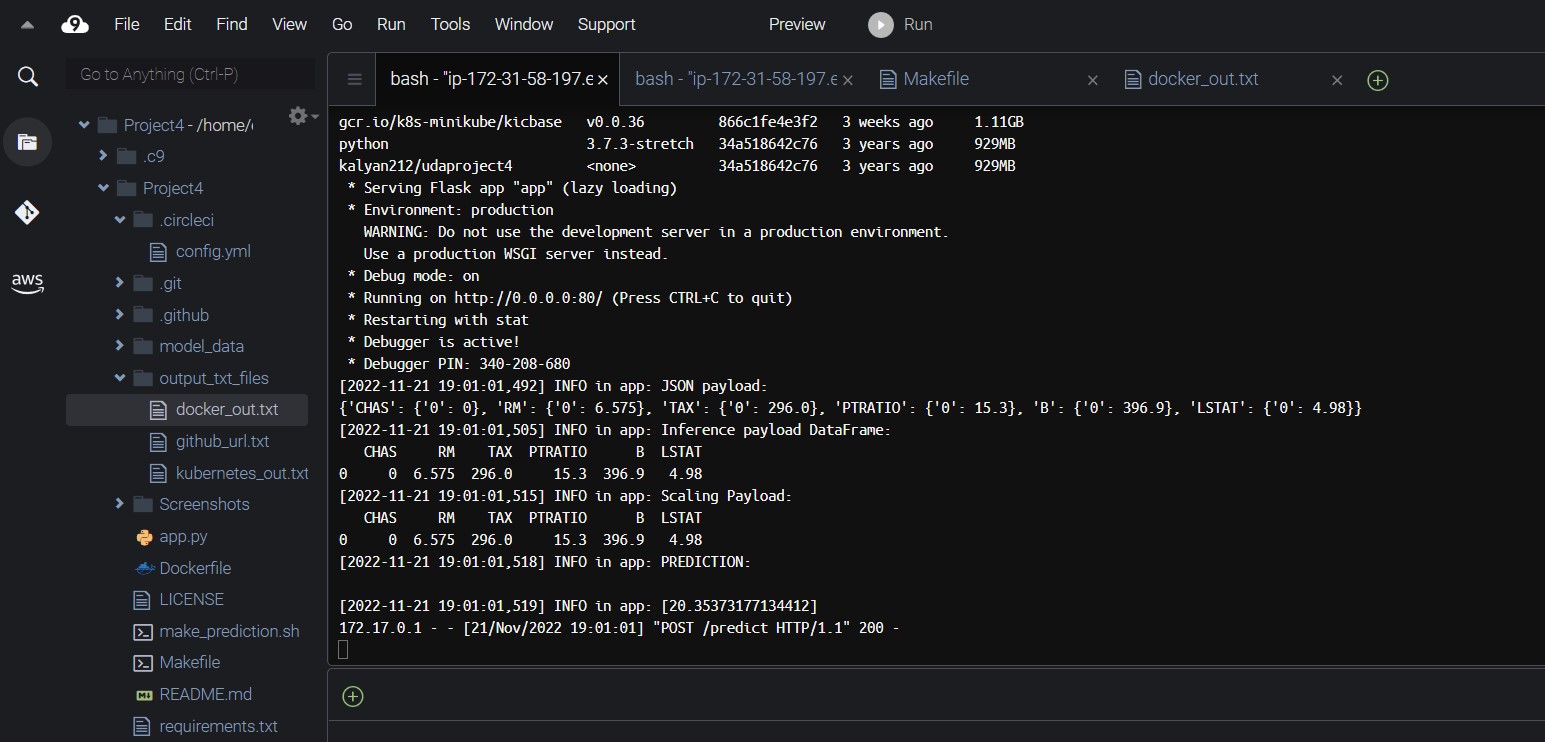 File Edit Find View Go Run Tools Window Support Preview Run
Go to Anything (Ctrl-P)
aws
Project4 - /home/
.c9
Project4
.circleci
config.yml
.git
.github
model_data
output_txt_files
docker_out.txt
github_url.txt
kubernetes_out.txt
Screenshots
app.py
Dockerfile
LICENSE
make_prediction.sh
Makefile
README.md
requirements.txt
bash - "ip-172-31-58-197.e × bash - "ip-172-31-58-197.e × Makefile × docker_out.txt ×
gcr.io/k8s-minikube/kicbase   v0.0.36         866c1fe4e3f2   3 weeks ago     1.11GB
python                        3.7.3-stretch   34a518642c76   3 years ago     929MB
kalyan212/udaproject4         <none>          34a518642c76   3 years ago     929MB
 * Serving Flask app "app" (lazy loading)
 * Environment: production
   WARNING: Do not use the development server in a production environment.
   Use a production WSGI server instead.
 * Debug mode: on
 * Running on http://0.0.0.0:80/ (Press CTRL+C to quit)
 * Restarting with stat
 * Debugger is active!
 * Debugger PIN: 340-208-680
[2022-11-21 19:01:01,492] INFO in app: JSON payload:
{'CHAS': {'0': 0}, 'RM': {'0': 6.575}, 'TAX': {'0': 296.0}, 'PTRATIO': {'0': 15.3}, 'B': {'0': 396.9}, 'LSTAT': {'0': 4.98}}
[2022-11-21 19:01:01,505] INFO in app: Inference payload DataFrame:
   CHAS     RM    TAX  PTRATIO      B  LSTAT
0     0  6.575  296.0     15.3  396.9   4.98
[2022-11-21 19:01:01,515] INFO in app: Scaling Payload:
   CHAS     RM    TAX  PTRATIO      B  LSTAT
0     0  6.575  296.0     15.3  396.9   4.98
[2022-11-21 19:01:01,518] INFO in app: PREDICTION:
[2022-11-21 19:01:01,519] INFO in app: [20.35373177134412]
172.17.0.1 - - [21/Nov/2022 19:01:01] "POST /predict HTTP/1.1" 200 -